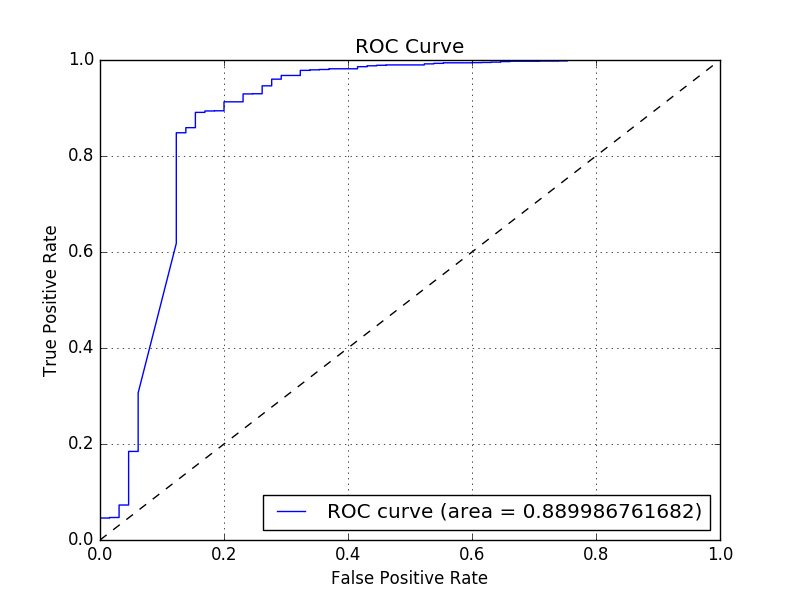 ROC Curve
1.0
0.8
0.6
0.4
0.2
0.0
True Positive Rate
ROC curve (area = 0.889986761682)
0.0 0.2 0.4 0.6 0.8 1.0
False Positive Rate